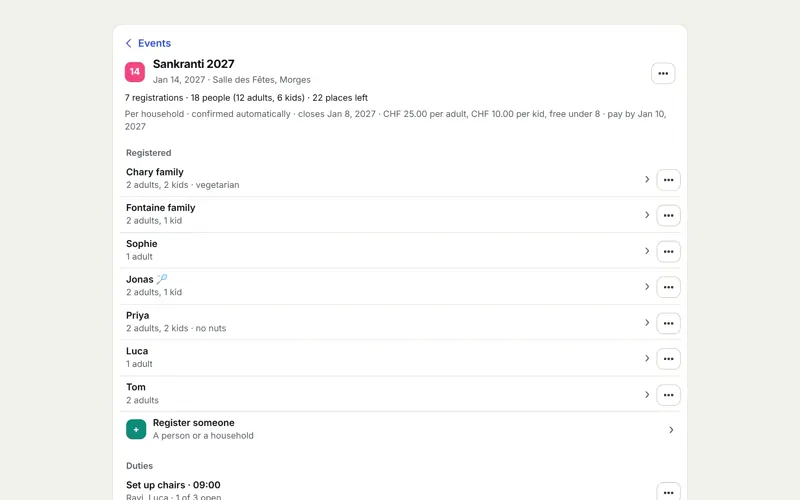 Events
14
Sankranti 2027
Jan 14, 2027 · Salle des Fêtes, Morges
7 registrations · 18 people (12 adults, 6 kids) · 22 places left
Per household · confirmed automatically · closes Jan 8, 2027 · CHF 25.00 per adult, CHF 10.00 per kid, free under 8 · pay by Jan 10,
2027
Registered
Chary family
2 adults, 2 kids · vegetarian
Fontaine family
2 adults, 1 kid
Sophie
1 adult
Jonas
2 adults, 1 kid
Priya
2 adults, 2 kids · no nuts
Luca
1 adult
Tom
2 adults
+
Register someone
A person or a household
Duties
Set up chairs · 09:00
Ravi, Luca · 1 of 3 open